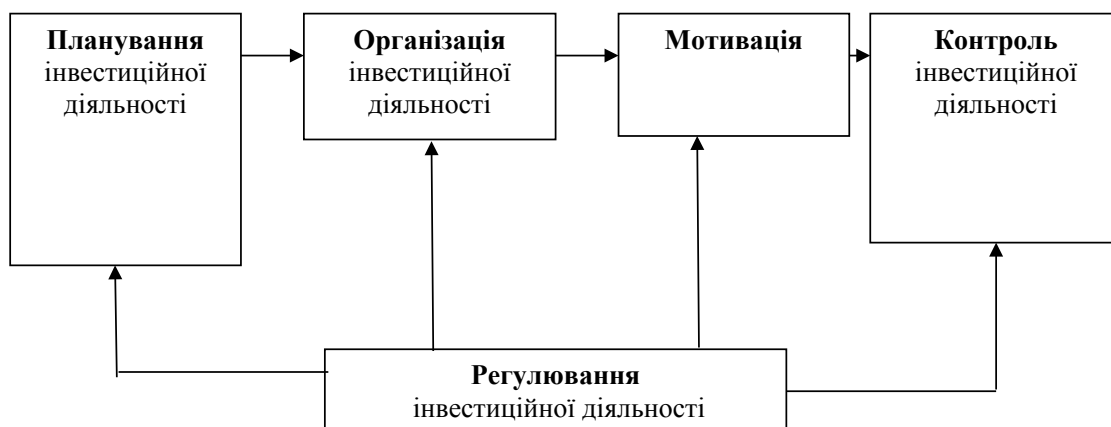 Планування
інвестиційної
діяльності
Організація
інвестиційної
діяльності
Мотивація
Контроль
інвестиційної
діяльності
Регулювання
інвестиційної діяльності